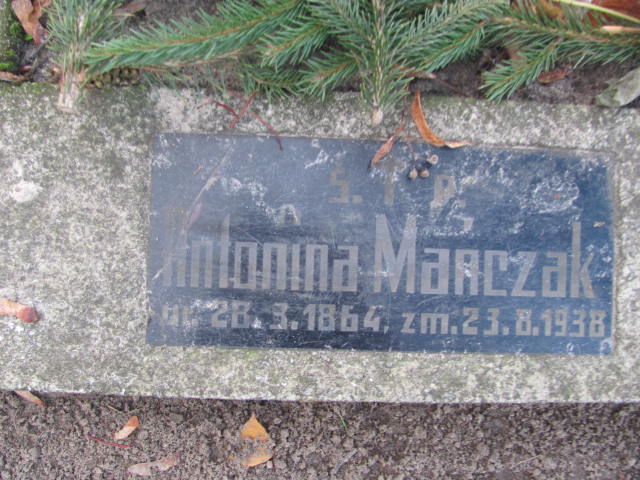 Ś. † P.
Antonina Marczak
ur. 28.3.1864, zm. 23.8.1938